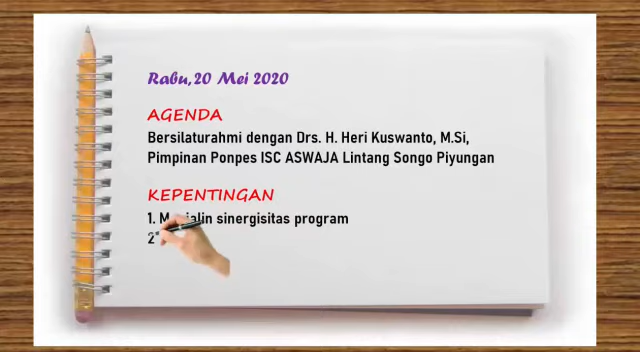 Rabu, 20 Mei 2020
AGENDA
Bersilaturahmi dengan Drs. H. Heri Kuswanto, M.Si,
Pimpinan Ponpes ISC ASWAJA Lintang Songo Piyungan
KEPENTINGAN
1. sinergisitas program
2